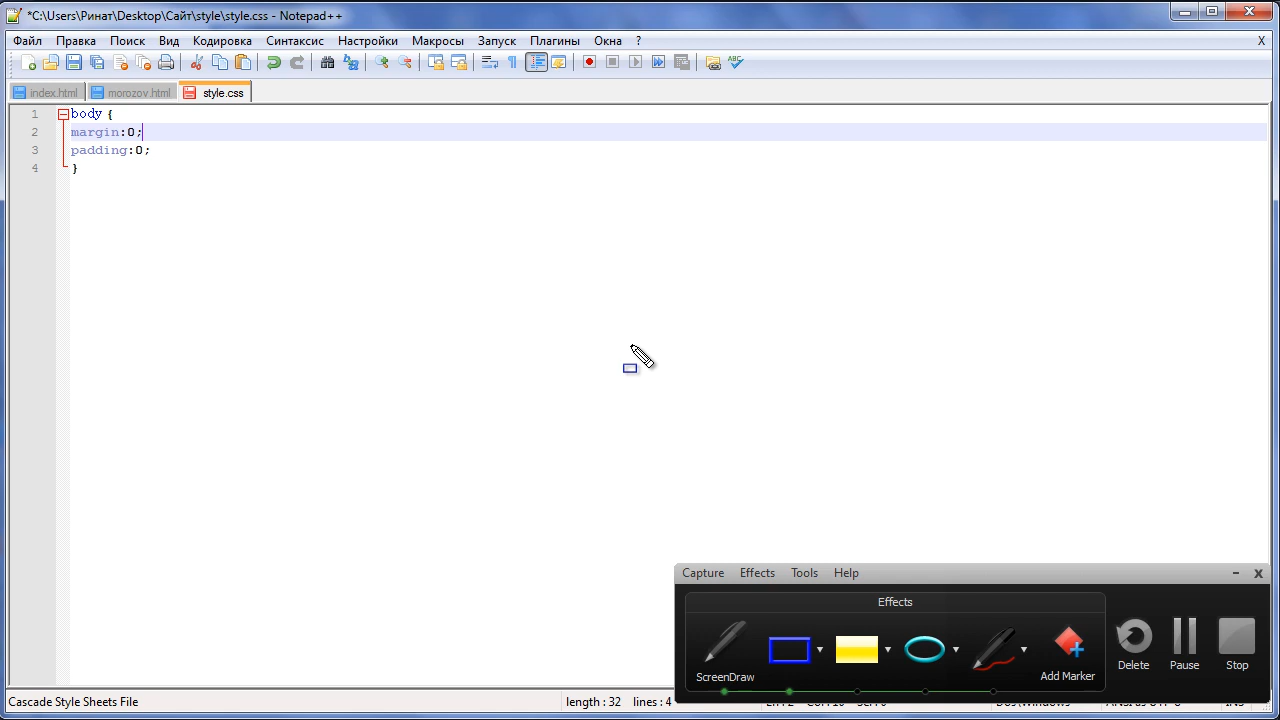 *C:\Users\Ринат\Desktop\Сайт\style\style.css - Notepad++
Файл Правка Поиск Вид Кодировка Синтаксис Настройки Макросы Запуск Плагины Окна ? X
index.html morozov.html style.css
1 body {
2 margin:0;
3 padding:0;
4 }
Capture Effects Tools Help
Effects
ScreenDraw Add Marker Delete Pause Stop
Cascade Style Sheets File length : 32 lines : 4